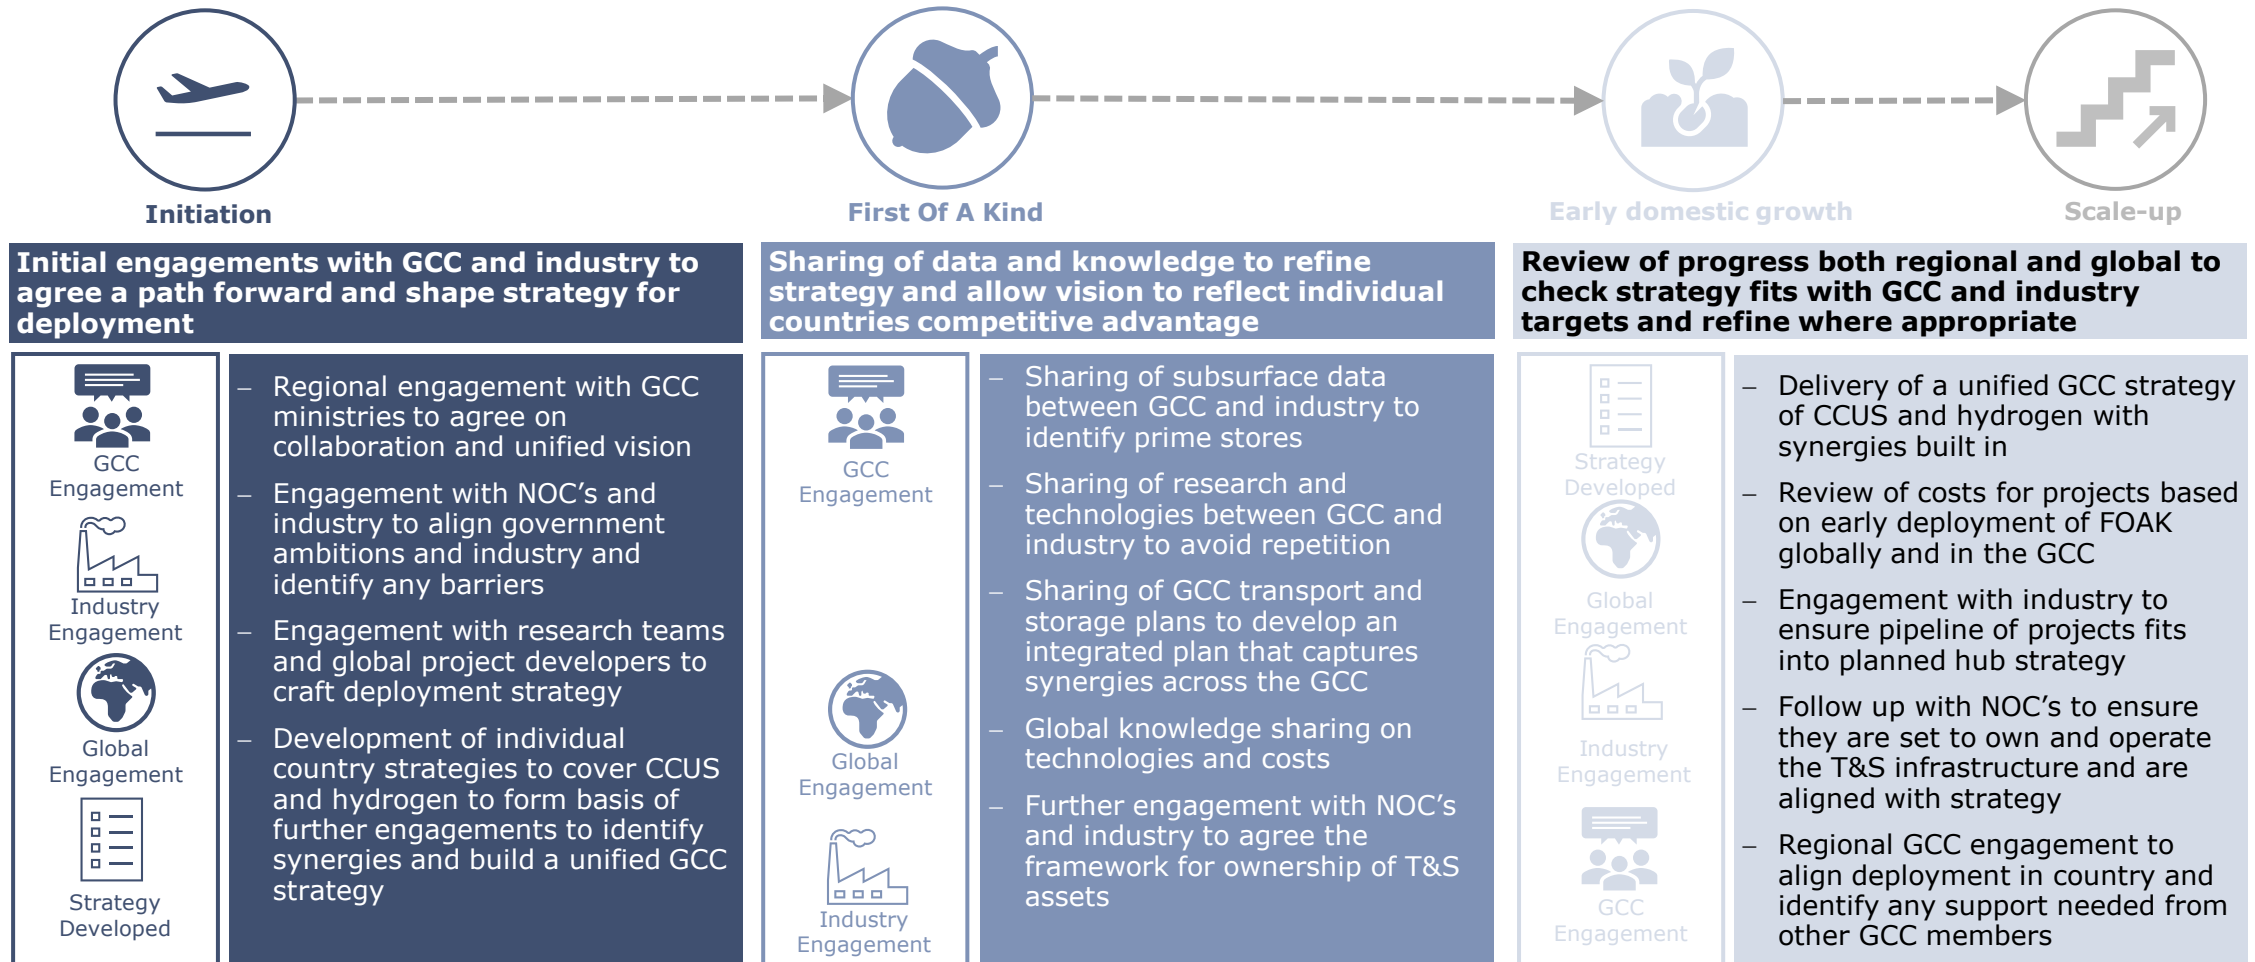 Initiation
First Of A Kind
Early domestic growth
Scale-up
Initial engagements with GCC and industry to
agree a path forward and shape strategy for
deployment
GCC
Engagement
Industry
Engagement
Global
Engagement
Strategy
Developed
– Regional engagement with GCC
ministries to agree on
collaboration and unified vision
– Engagement with NOC's and
industry to align government
ambitions and industry and
identify any barriers
– Engagement with research teams
and global project developers to
craft deployment strategy
– Development of individual
country strategies to cover CCUS
and hydrogen to form basis of
further engagements to identify
synergies and build a unified GCC
strategy
Sharing of data and knowledge to refine
strategy and allow vision to reflect individual
countries competitive advantage
GCC
Engagement
Global
Engagement
Industry
Engagement
– Sharing of subsurface data
between GCC and industry to
identify prime stores
– Sharing of research and
technologies between GCC and
industry to avoid repetition
– Sharing of GCC transport and
storage plans to develop an
integrated plan that captures
synergies across the GCC
– Global knowledge sharing on
technologies and costs
– Further engagement with NOC's
and industry to agree the
framework for ownership of T&S
assets
Review of progress both regional and global to
check strategy fits with GCC and industry
targets and refine where appropriate
Strategy
Developed
Global
Engagement
Industry
Engagement
GCC
Engagement
– Delivery of a unified GCC strategy
of CCUS and hydrogen with
synergies built in
– Review of costs for projects based
on early deployment of FOAK
globally and in the GCC
– Engagement with industry to
ensure pipeline of projects fits
into planned hub strategy
– Follow up with NOC's to ensure
they are set to own and operate
the T&S infrastructure and are
aligned with strategy
– Regional GCC engagement to
align deployment in country and
identify any support needed from
other GCC members